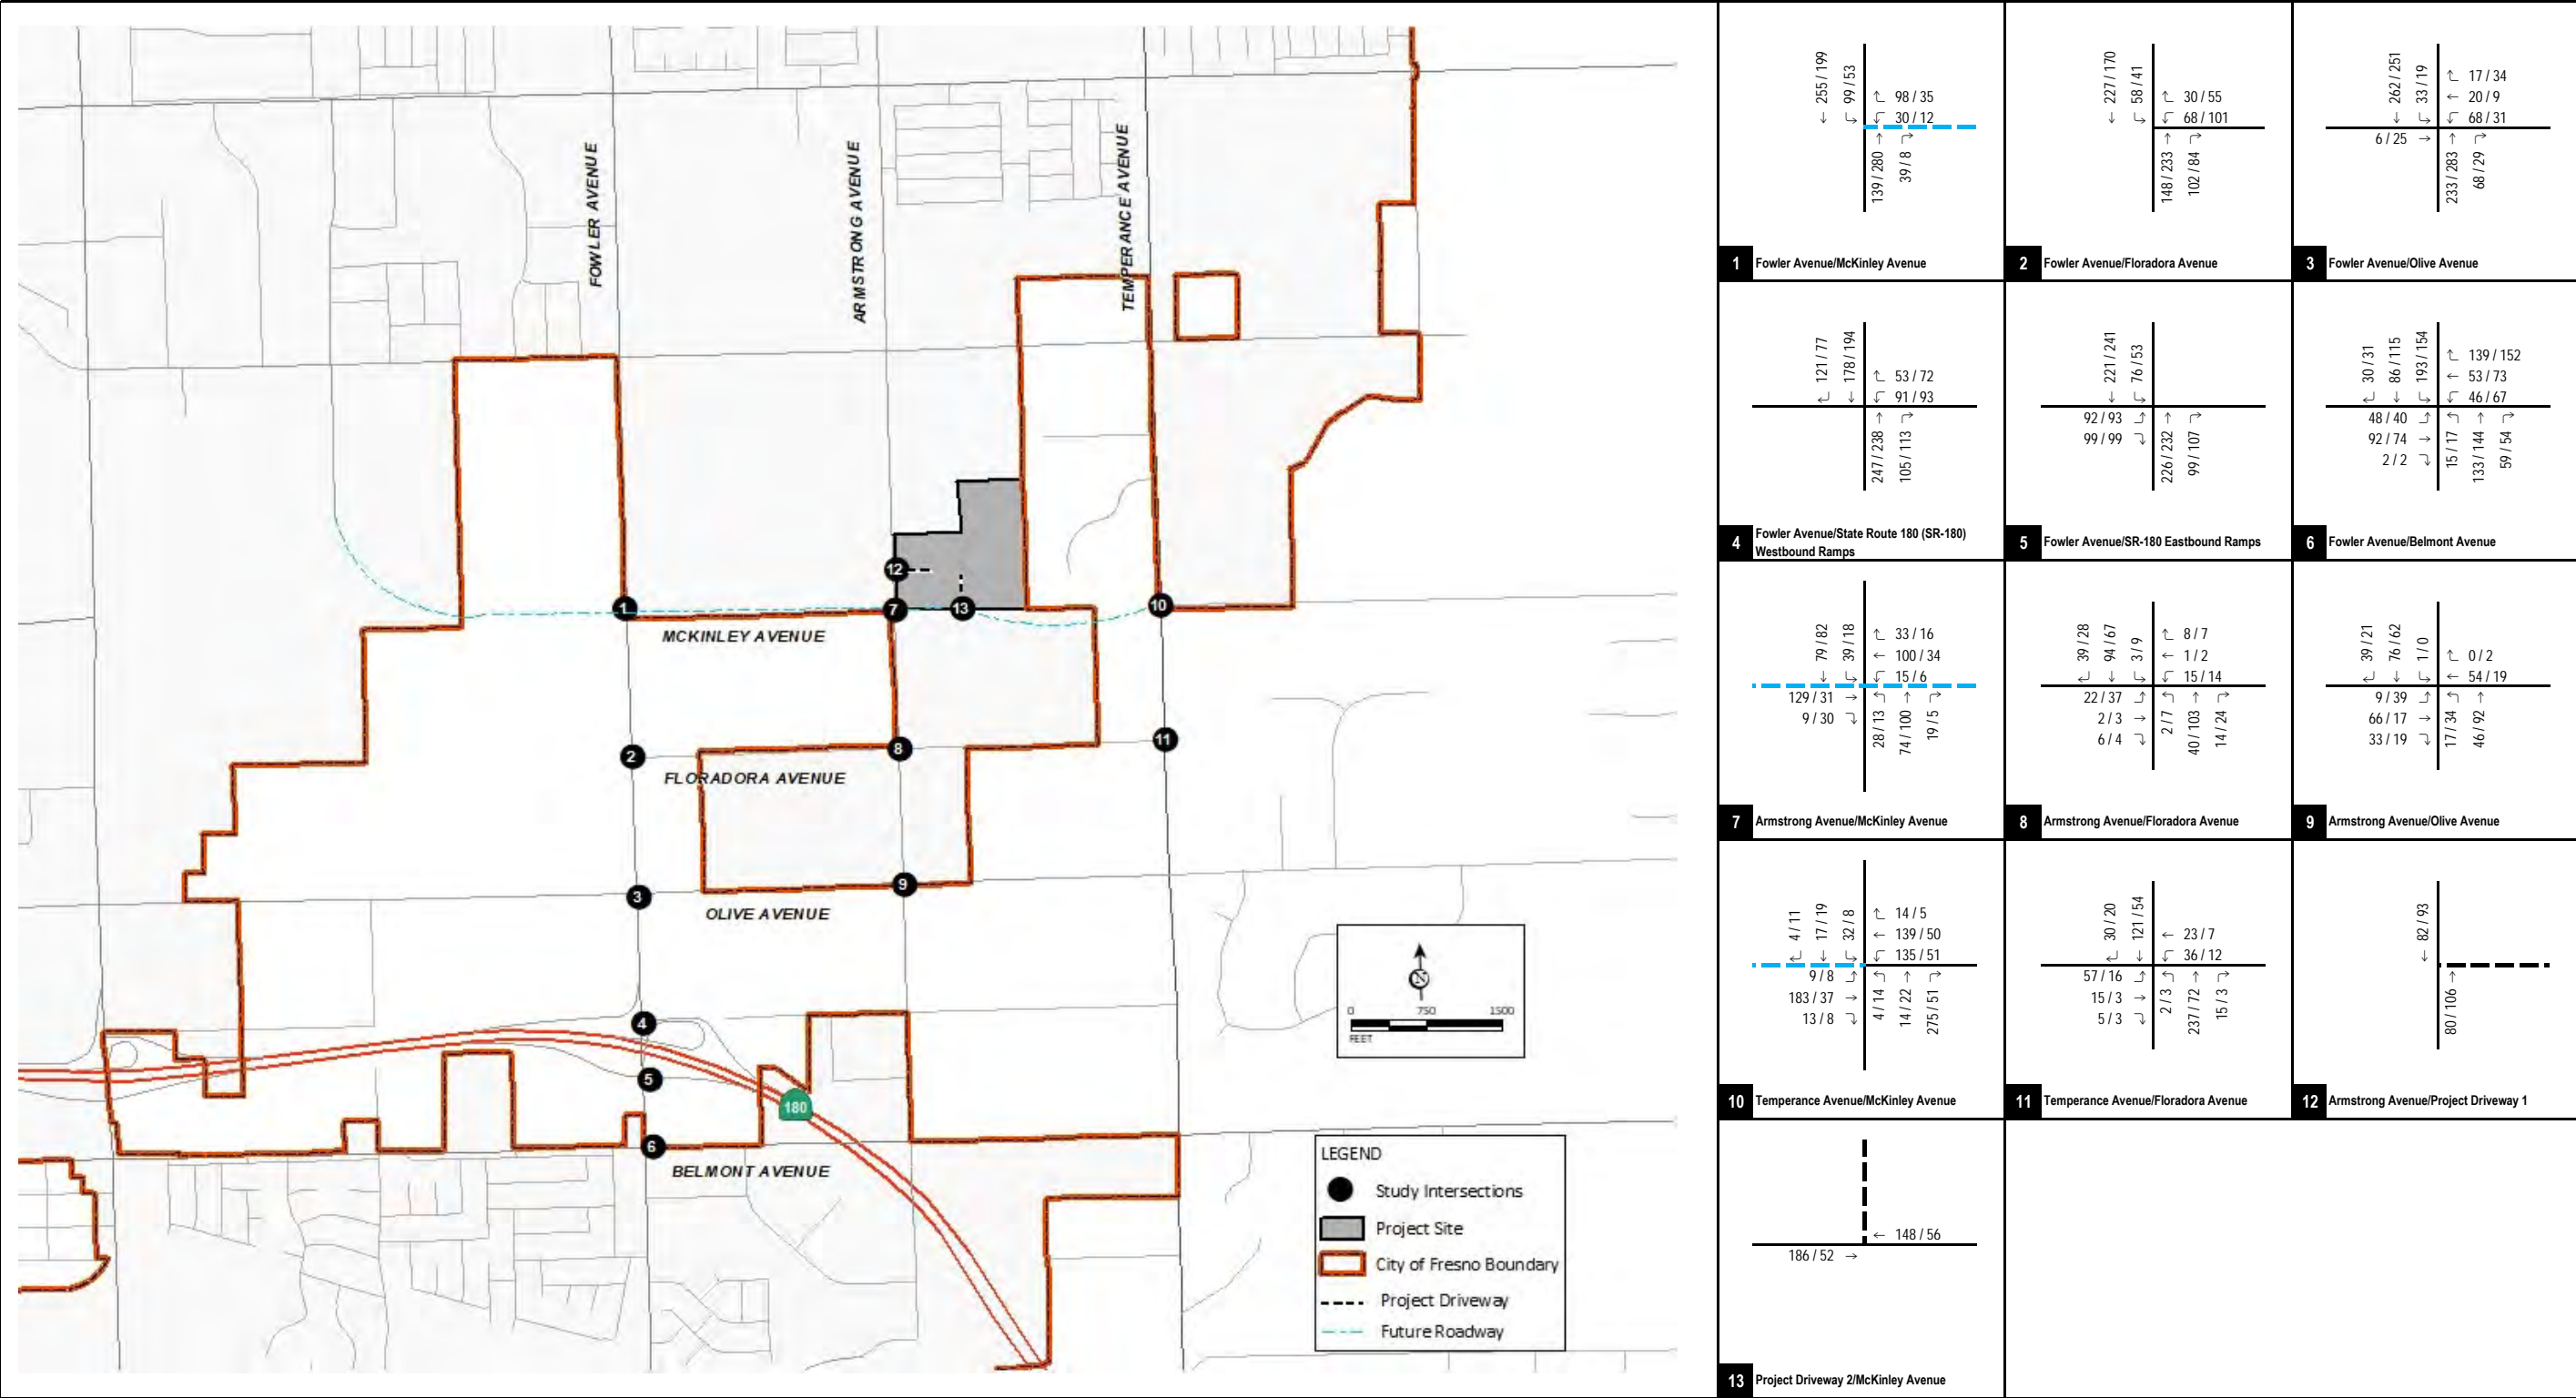 FOWLER AVENUE
ARMSTRONG AVENUE
TEMPERANCE AVENUE
12
1
7
13
10
MCKINLEY AVENUE
2
8
11
FLORADORA AVENUE
3
9
OLIVE AVENUE
4
5
180
6
BELMONT AVENUE
N
0 750 1500
FEET
LEGEND
Study Intersections
Project Site
City of Fresno Boundary
Project Driveway
Future Roadway
255 / 199
99 / 53
98 / 35
30 / 12
139 / 280
39 / 8
1 Fowler Avenue/McKinley Avenue
227 / 170
58 / 41
30 / 55
68 / 101
148 / 233
102 / 84
2 Fowler Avenue/Floradora Avenue
262 / 251
33 / 19
17 / 34
20 / 9
68 / 31
6 / 25
233 / 283
68 / 29
3 Fowler Avenue/Olive Avenue
121 / 77
178 / 194
53 / 72
91 / 93
247 / 238
105 / 113
4 Fowler Avenue/State Route 180 (SR-180)
Westbound Ramps
221 / 241
76 / 53
92 / 93
99 / 99
226 / 232
99 / 107
5 Fowler Avenue/SR-180 Eastbound Ramps
30 / 31
86 / 115
193 / 154
139 / 152
53 / 73
46 / 67
48 / 40
92 / 74
2 / 2
15 / 17
133 / 144
59 / 54
6 Fowler Avenue/Belmont Avenue
79 / 82
39 / 18
33 / 16
100 / 34
15 / 6
129 / 31
9 / 30
28 / 13
74 / 100
19 / 5
7 Armstrong Avenue/McKinley Avenue
39 / 28
94 / 67
3 / 9
8 / 7
1 / 2
15 / 14
22 / 37
2 / 3
6 / 4
2 / 7
40 / 103
14 / 24
8 Armstrong Avenue/Floradora Avenue
39 / 21
76 / 62
1 / 0
0 / 2
54 / 19
9 / 39
66 / 17
33 / 19
17 / 34
46 / 92
9 Armstrong Avenue/Olive Avenue
4 / 11
17 / 19
32 / 8
14 / 5
139 / 50
135 / 51
9 / 8
183 / 37
13 / 8
4 / 14
14 / 22
275 / 51
10 Temperance Avenue/McKinley Avenue
30 / 20
121 / 54
23 / 7
36 / 12
57 / 16
15 / 3
5 / 3
2 / 3
237 / 72
15 / 3
11 Temperance Avenue/Floradora Avenue
82 / 93
80 / 106
12 Armstrong Avenue/Project Driveway 1
148 / 56
186 / 52
13 Project Driveway 2/McKinley Avenue